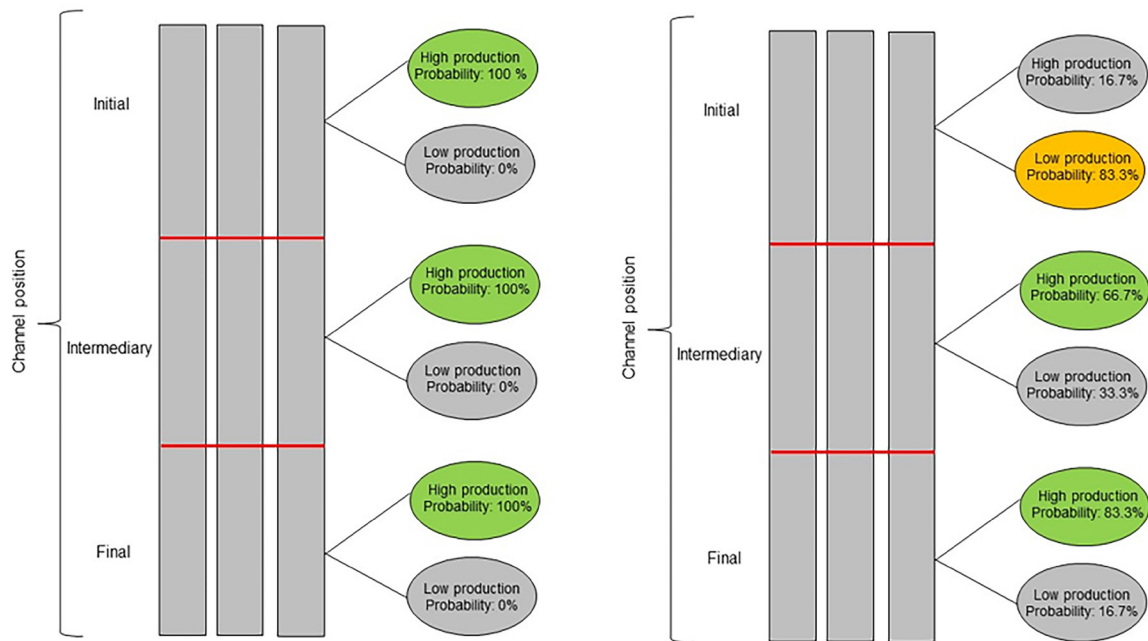 Channel position
Initial
High production
Probability: 100 %
Low production
Probability: 0%
Intermediary
High production
Probability: 100%
Low production
Probability: 0%
Final
High production
Probability: 100%
Low production
Probability: 0%
Channel position
Initial
High production
Probability: 16.7%
Low production
Probability: 83.3%
Intermediary
High production
Probability: 66.7%
Low production
Probability: 33.3%
Final
High production
Probability: 83.3%
Low production
Probability: 16.7%